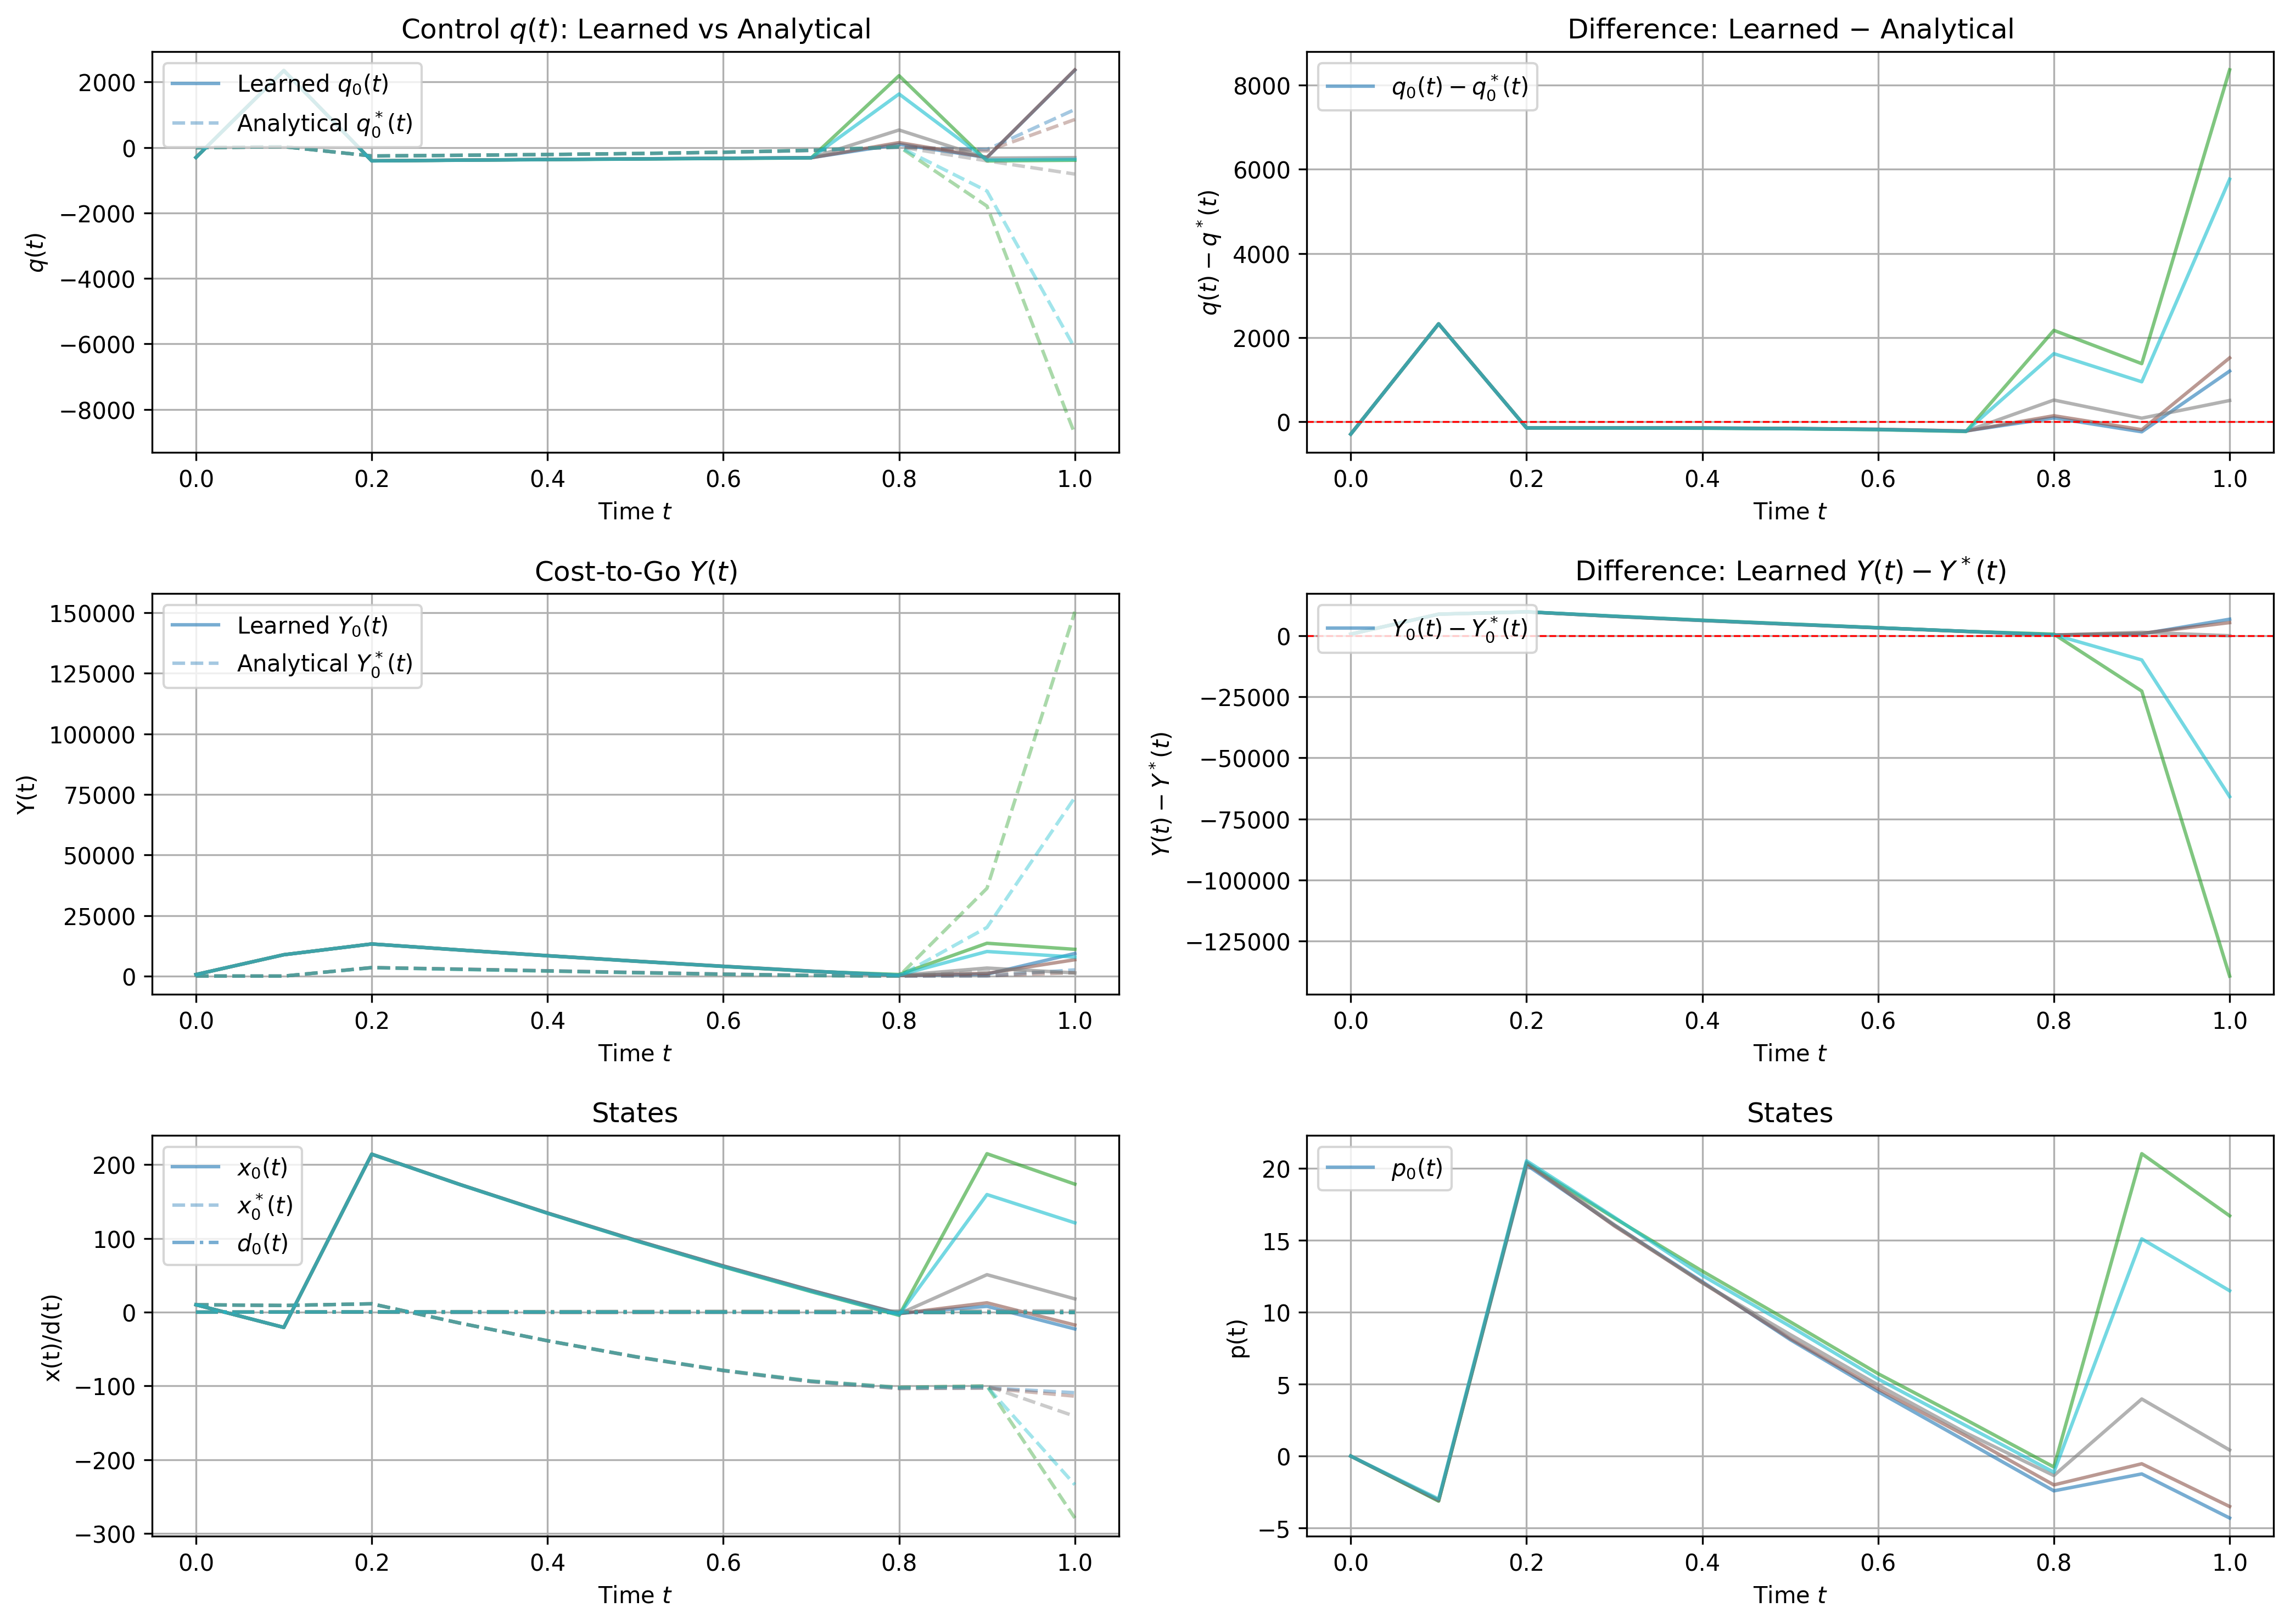 Control q(t): Learned vs Analytical
2000
0
−2000
−4000
−6000
−8000
q(t)
Learned q₀(t)
Analytical q₀*(t)
0.0 0.2 0.4 0.6 0.8 1.0
Time t
Difference: Learned − Analytical
8000
6000
4000
2000
0
q(t) − q*(t)
q₀(t) − q₀*(t)
0.0 0.2 0.4 0.6 0.8 1.0
Time t
Cost-to-Go Y(t)
150000
125000
100000
75000
50000
25000
0
Y(t)
Learned Y₀(t)
Analytical Y₀*(t)
0.0 0.2 0.4 0.6 0.8 1.0
Time t
Difference: Learned Y(t) − Y*(t)
0
−25000
−50000
−75000
−100000
−125000
Y(t) − Y*(t)
Y₀(t) − Y₀*(t)
0.0 0.2 0.4 0.6 0.8 1.0
Time t
States
200
100
0
−100
−200
−300
x(t)/d(t)
x₀(t)
x₀*(t)
d₀(t)
0.0 0.2 0.4 0.6 0.8 1.0
Time t
States
20
15
10
5
0
−5
p(t)
p₀(t)
0.0 0.2 0.4 0.6 0.8 1.0
Time t